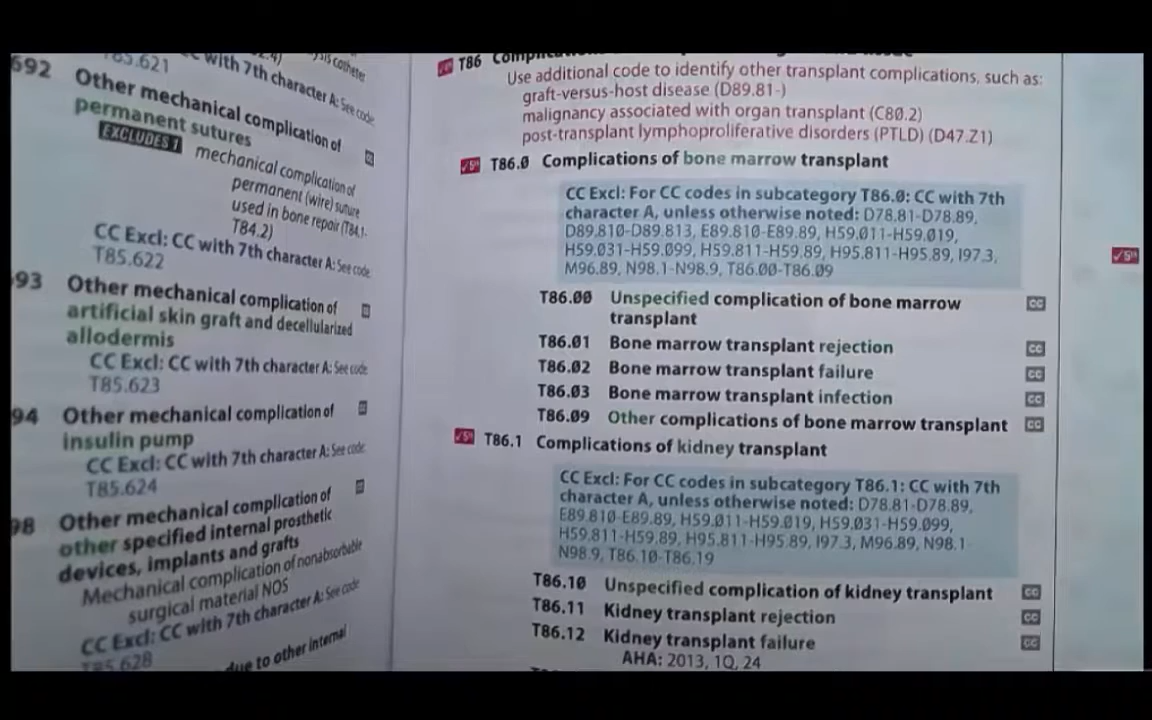 T85.621
with 7th character A: See code.
692 Other mechanical complication of
permanent sutures
EXCLUDES 1 mechanical complication of
permanent (wire) suture
used in bone repair (T84.1-
T84.2)
CC Excl: CC with 7th character A: See code
T85.622
93 Other mechanical complication of
artificial skin graft and decellularized
allodermis
CC Excl: CC with 7th character A: See code
T85.623
94 Other mechanical complication of
insulin pump
CC Excl: CC with 7th character A: See code
T85.624
98 Other mechanical complication of
other specified internal prosthetic
devices, implants and grafts
Mechanical complication of nonabsorbable
surgical material NOS
CC Excl: CC with 7th character A: See code
T85.628
due to other internal
T86
Use additional code to identify other transplant complications, such as:
graft-versus-host disease (D89.81-)
malignancy associated with organ transplant (C80.2)
post-transplant lymphoproliferative disorders (PTLD) (D47.Z1)
✓5th T86.0 Complications of bone marrow transplant
CC Excl: For CC codes in subcategory T86.0: CC with 7th
character A, unless otherwise noted: D78.81-D78.89,
D89.810-D89.813, E89.810-E89.89, H59.011-H59.019,
H59.031-H59.099, H59.811-H59.89, H95.811-H95.89, I97.3,
M96.89, N98.1-N98.9, T86.00-T86.09
T86.00 Unspecified complication of bone marrow CC
transplant
T86.01 Bone marrow transplant rejection CC
T86.02 Bone marrow transplant failure CC
T86.03 Bone marrow transplant infection CC
T86.09 Other complications of bone marrow transplant CC
✓5th T86.1 Complications of kidney transplant
CC Excl: For CC codes in subcategory T86.1: CC with 7th
character A, unless otherwise noted: D78.81-D78.89,
E89.810-E89.89, H59.011-H59.019, H59.031-H59.099,
H59.811-H59.89, H95.811-H95.89, I97.3, M96.89, N98.1-
N98.9, T86.10-T86.19
T86.10 Unspecified complication of kidney transplant CC
T86.11 Kidney transplant rejection CC
T86.12 Kidney transplant failure CC
AHA: 2013, 1Q, 24
✓5th